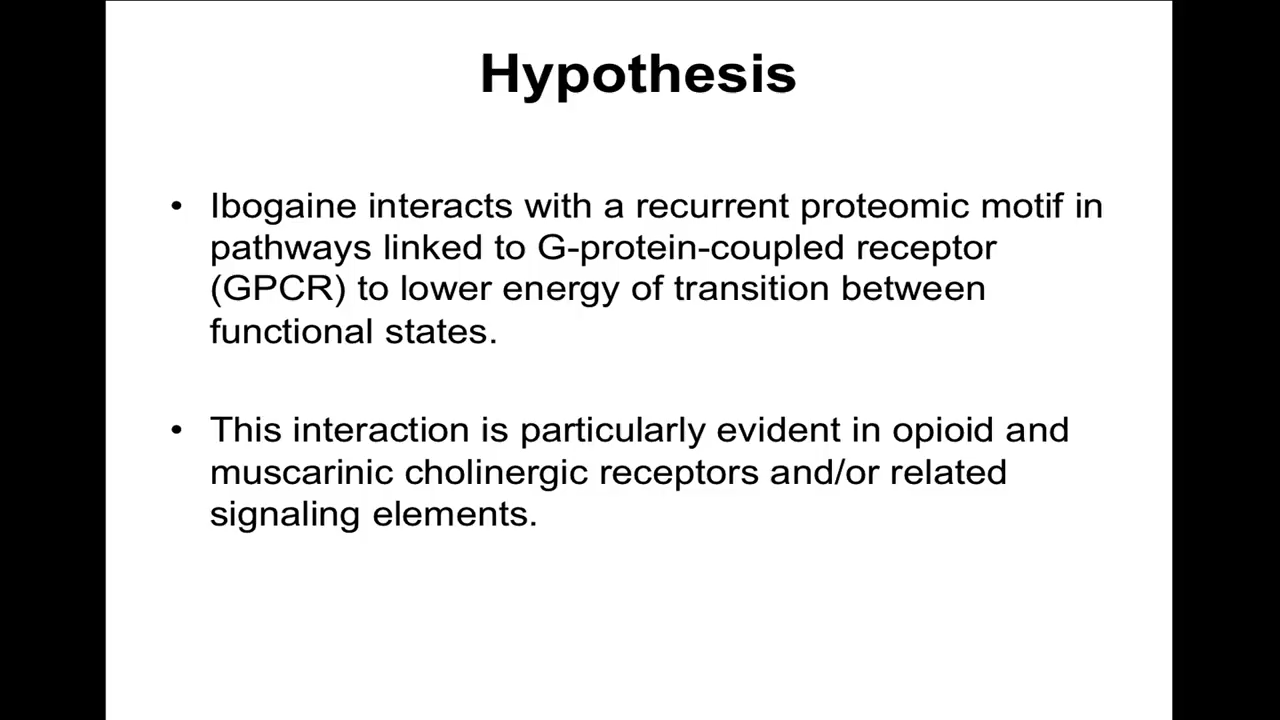 Hypothesis
• Ibogaine interacts with a recurrent proteomic motif in
pathways linked to G-protein-coupled receptor
(GPCR) to lower energy of transition between
functional states.
• This interaction is particularly evident in opioid and
muscarinic cholinergic receptors and/or related
signaling elements.